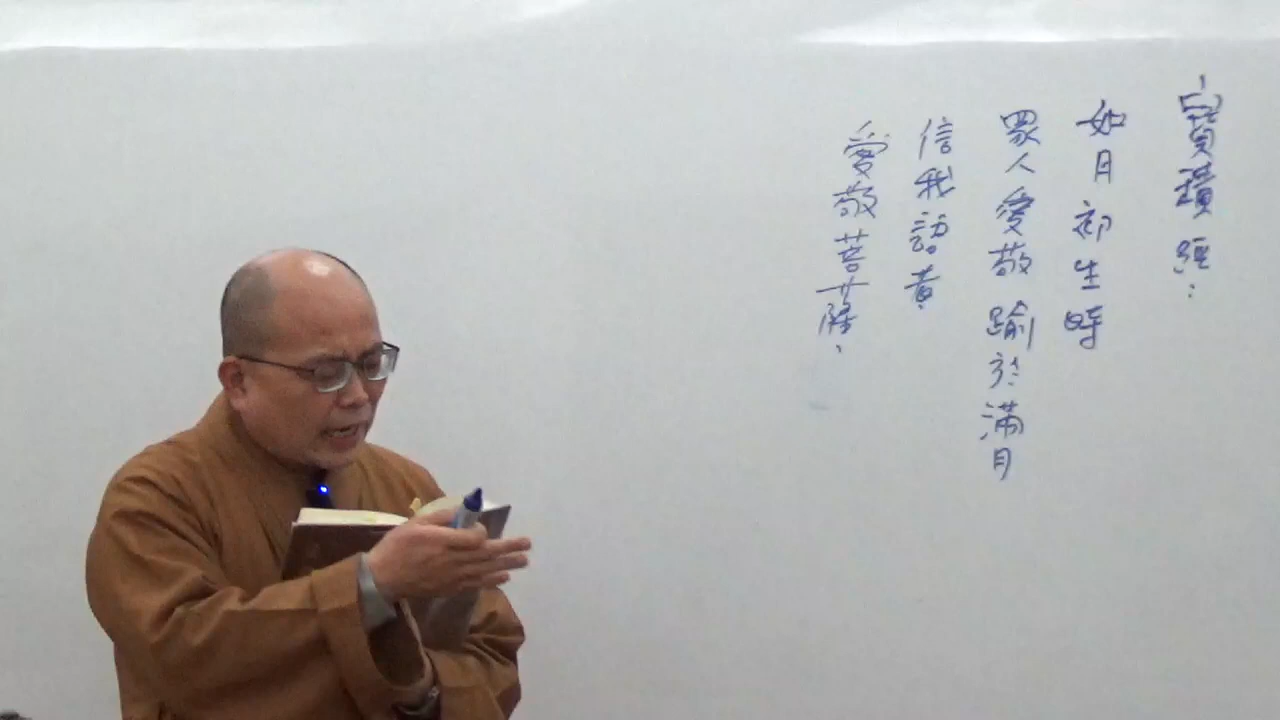 寶積經：
如月初生時
眾人愛敬踰於滿月
信我語者
愛敬菩薩、